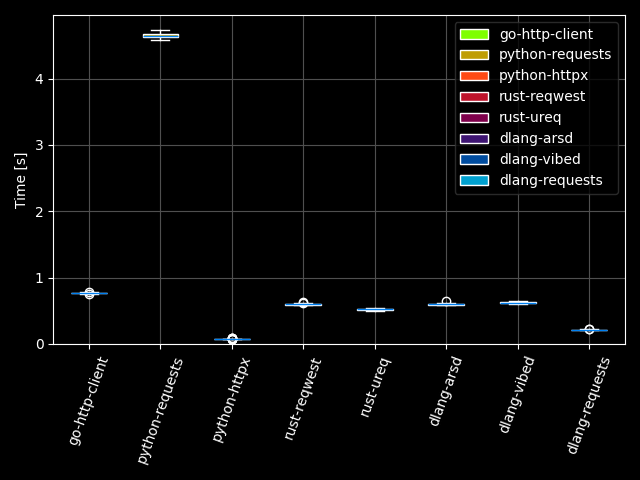 Time [s]
4
3
2
1
0
go-http-client
python-requests
python-httpx
rust-reqwest
rust-ureq
dlang-arsd
dlang-vibed
dlang-requests
go-http-client
python-requests
python-httpx
rust-reqwest
rust-ureq
dlang-arsd
dlang-vibed
dlang-requests